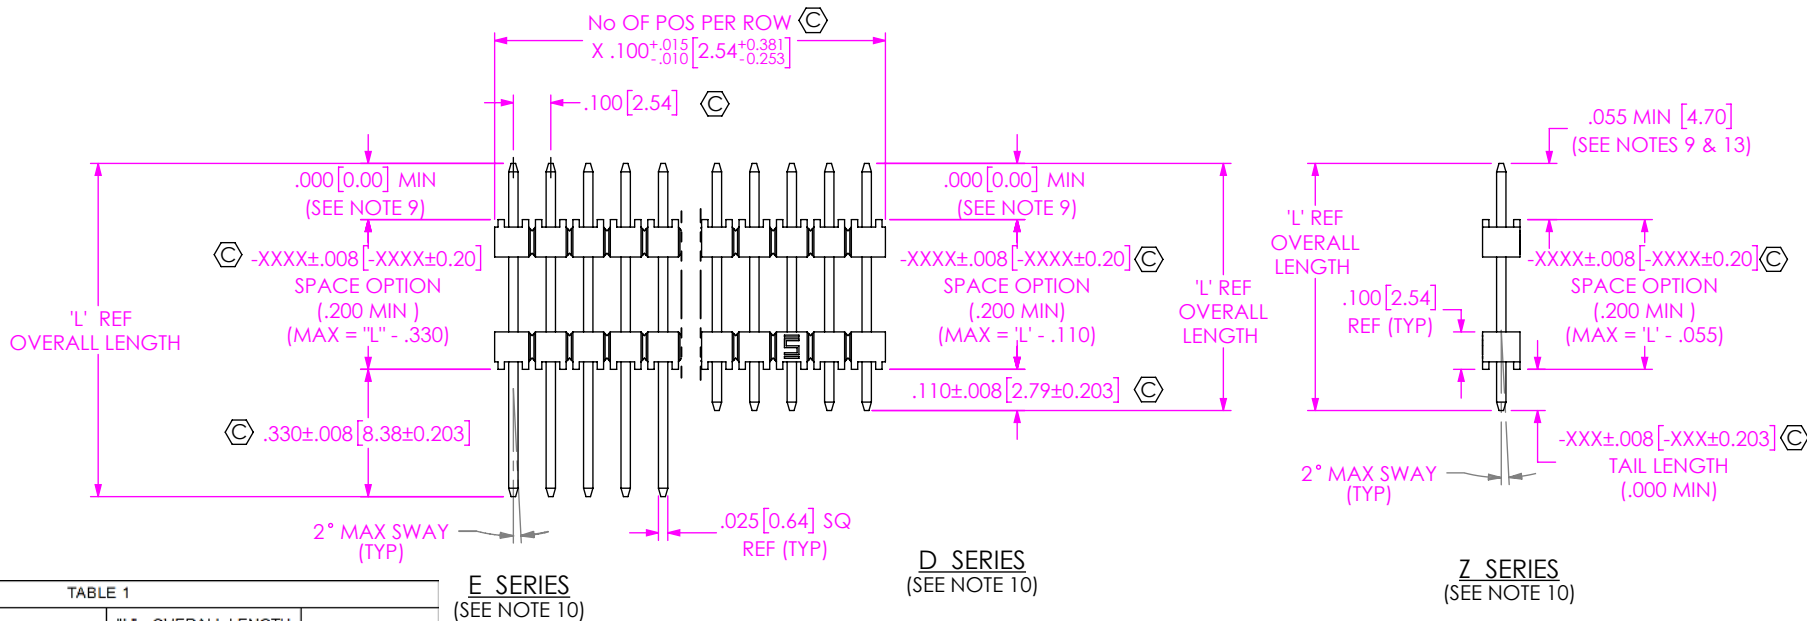 No OF POS PER ROW C
X .100 +.015 -.010 [2.54 +0.381 -0.253]
.100[2.54] C
.000[0.00] MIN
(SEE NOTE 9)
C -XXXX±.008[-XXXX±0.20]
SPACE OPTION
(.200 MIN )
(MAX = "L" - .330)
'L' REF
OVERALL LENGTH
C .330±.008[8.38±0.203]
2° MAX SWAY
(TYP)
.025[0.64] SQ
REF (TYP)
E SERIES
(SEE NOTE 10)
.000[0.00] MIN
(SEE NOTE 9)
-XXXX±.008[-XXXX±0.20] C
SPACE OPTION
(.200 MIN)
(MAX = 'L' - .110)
'L' REF
OVERALL
LENGTH
.110±.008[2.79±0.203] C
D SERIES
(SEE NOTE 10)
.055 MIN [4.70]
(SEE NOTES 9 & 13)
'L' REF
OVERALL
LENGTH
-XXXX±.008[-XXXX±0.20] C
SPACE OPTION
(.200 MIN )
(MAX = 'L' - .055)
.100[2.54]
REF (TYP)
-XXX±.008[-XXX±0.203] C
TAIL LENGTH
(.000 MIN)
2° MAX SWAY
(TYP)
Z SERIES
(SEE NOTE 10)
TABLE 1